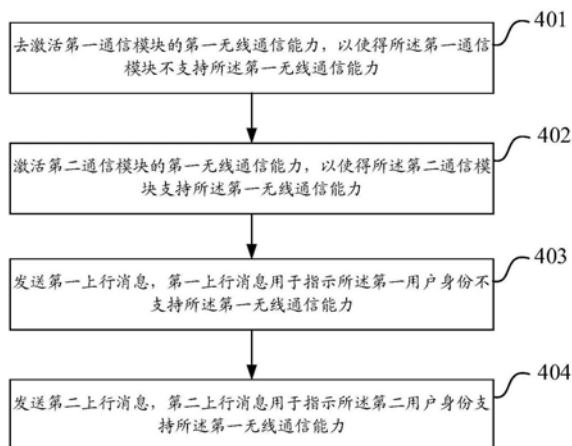 401
去激活第一通信模块的第一无线通信能力，以使得所述第一通信
模块不支持所述第一无线通信能力
402
激活第二通信模块的第一无线通信能力，以使得所述第二通信模
块支持所述第一无线通信能力
403
发送第一上行消息，第一上行消息用于指示所述第一用户身份不
支持所述第一无线通信能力
404
发送第二上行消息，第二上行消息用于指示所述第二用户身份支
持所述第一无线通信能力